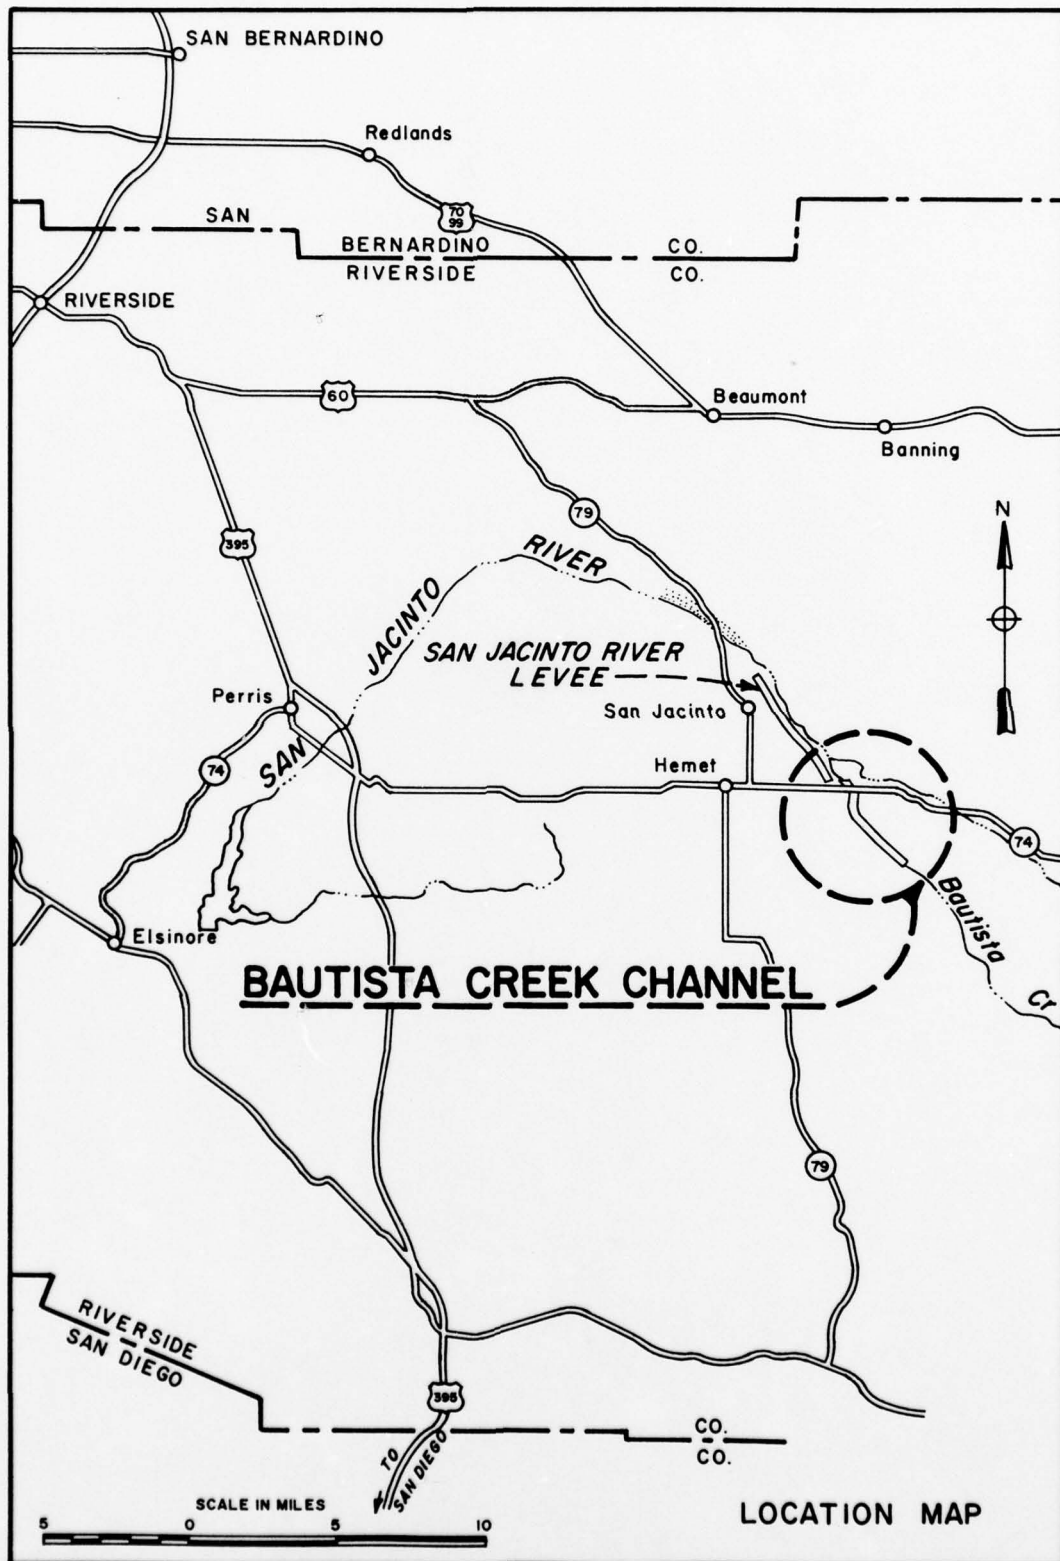 SAN BERNARDINO
Redlands
70
99
SAN
BERNARDINO CO.
RIVERSIDE CO.
RIVERSIDE
60
Beaumont
Banning
79
N
395
RIVER
JACINTO
SAN JACINTO RIVER
LEVEE
Perris
San Jacinto
SAN
Hemet
74
74
Bautista
Cr
Elsinore
BAUTISTA CREEK CHANNEL
79
RIVERSIDE
SAN DIEGO
395
CO.
CO.
TO
SAN DIEGO
SCALE IN MILES
5 0 5 10
LOCATION MAP